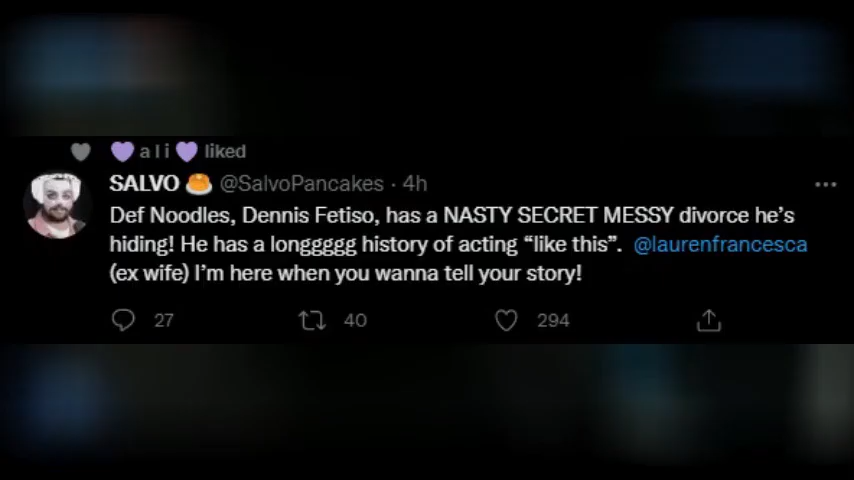 💜 a l i 💜 liked
SALVO 🍮 @SalvoPancakes · 4h
Def Noodles, Dennis Fetiso, has a NASTY SECRET MESSY divorce he's
hiding! He has a longgggg history of acting “like this”. @laurenfrancesca
(ex wife) I'm here when you wanna tell your story!
27 40 294